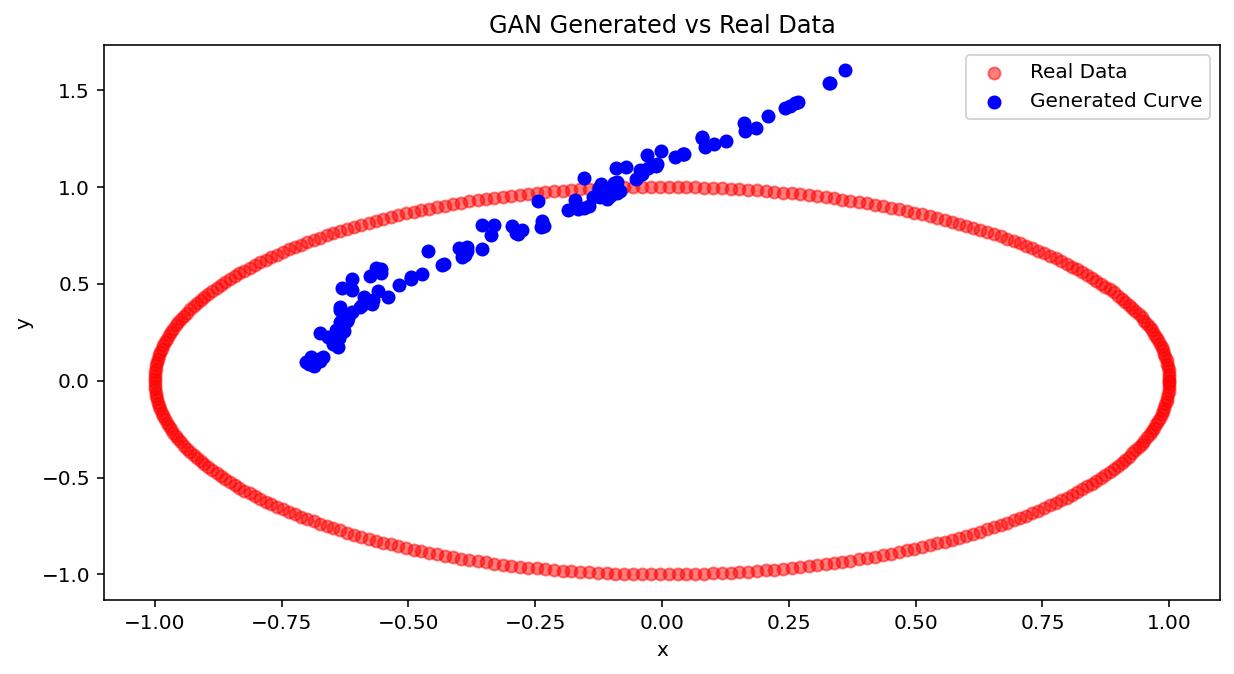 GAN Generated vs Real Data
Real Data
Generated Curve
1.5
1.0
0.5
0.0
−0.5
−1.0
y
−1.00 −0.75 −0.50 −0.25 0.00 0.25 0.50 0.75 1.00
x